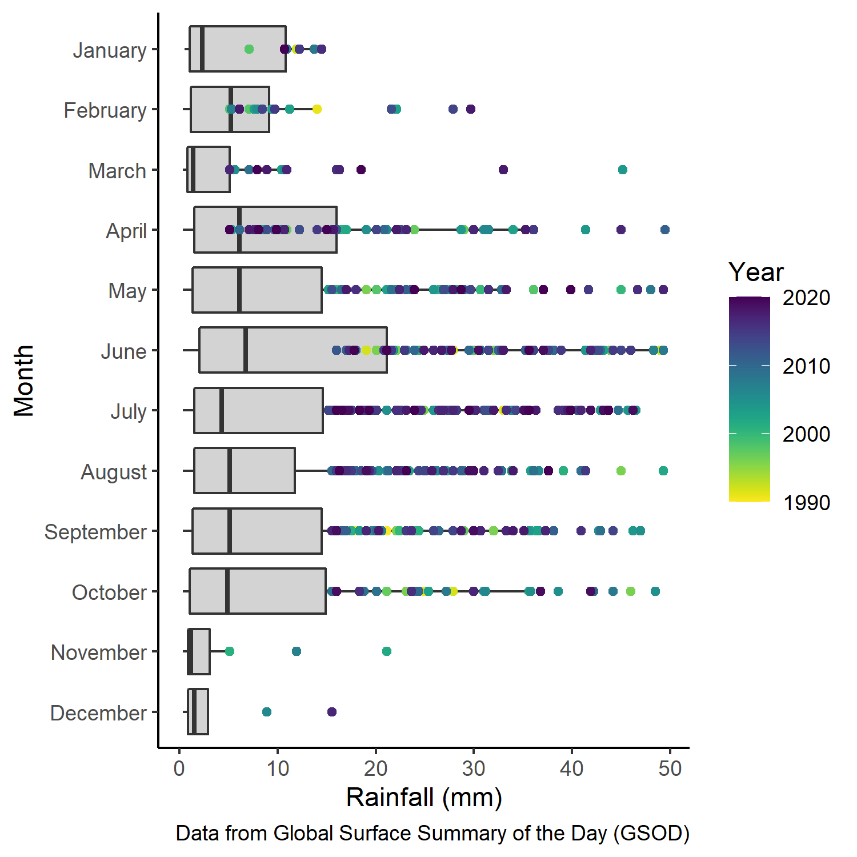 January
February
March
April
May
June
July
August
September
October
November
December
Month
0 10 20 30 40 50
Rainfall (mm)
Data from Global Surface Summary of the Day (GSOD)
Year
2020
2010
2000
1990